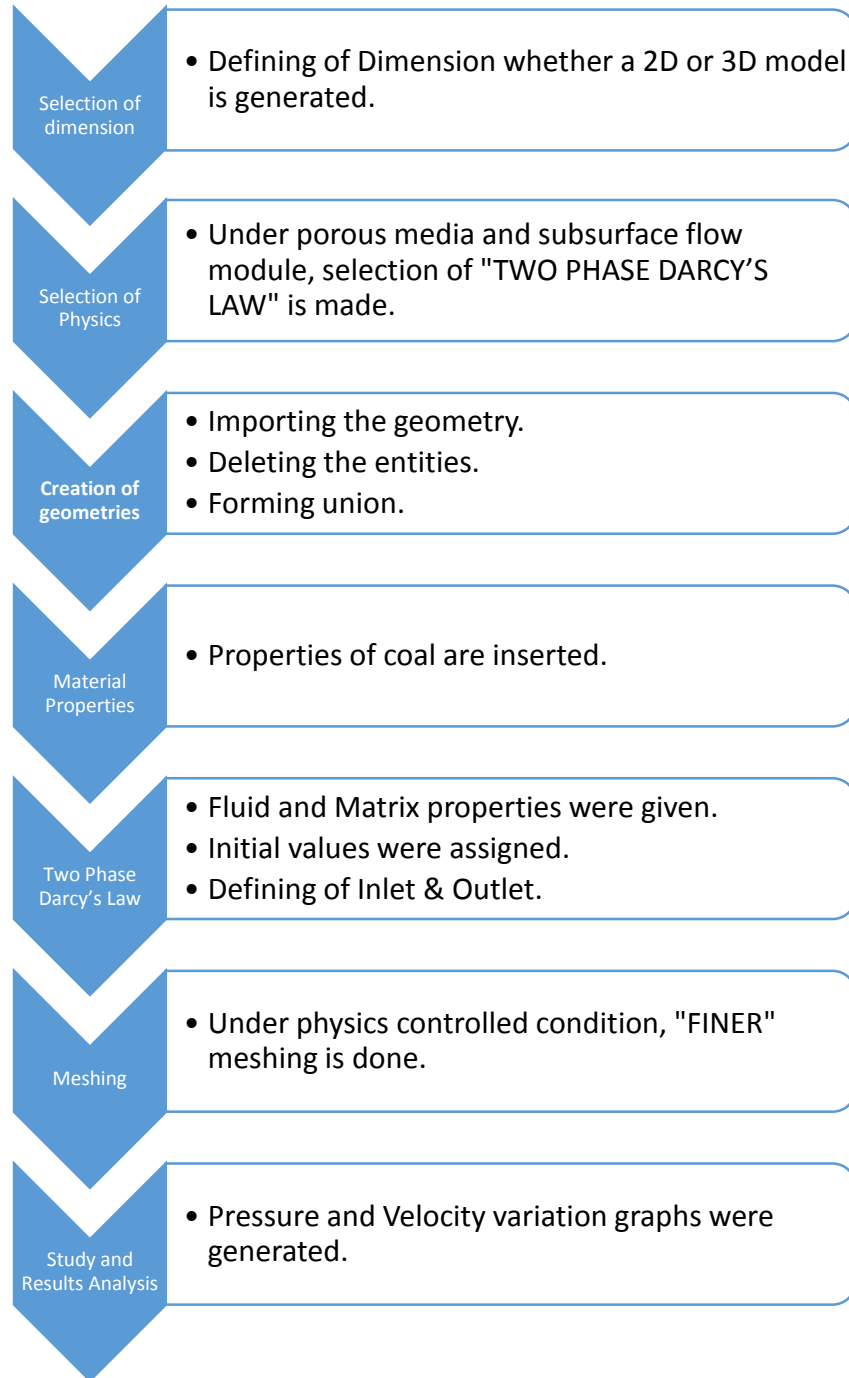 Selection of
dimension
• Defining of Dimension whether a 2D or 3D model
is generated.
Selection of
Physics
• Under porous media and subsurface flow
module, selection of "TWO PHASE DARCY’S
LAW" is made.
Creation of
geometries
• Importing the geometry.
• Deleting the entities.
• Forming union.
Material
Properties
• Properties of coal are inserted.
Two Phase
Darcy’s Law
• Fluid and Matrix properties were given.
• Initial values were assigned.
• Defining of Inlet & Outlet.
Meshing
• Under physics controlled condition, "FINER"
meshing is done.
Study and
Results Analysis
• Pressure and Velocity variation graphs were
generated.